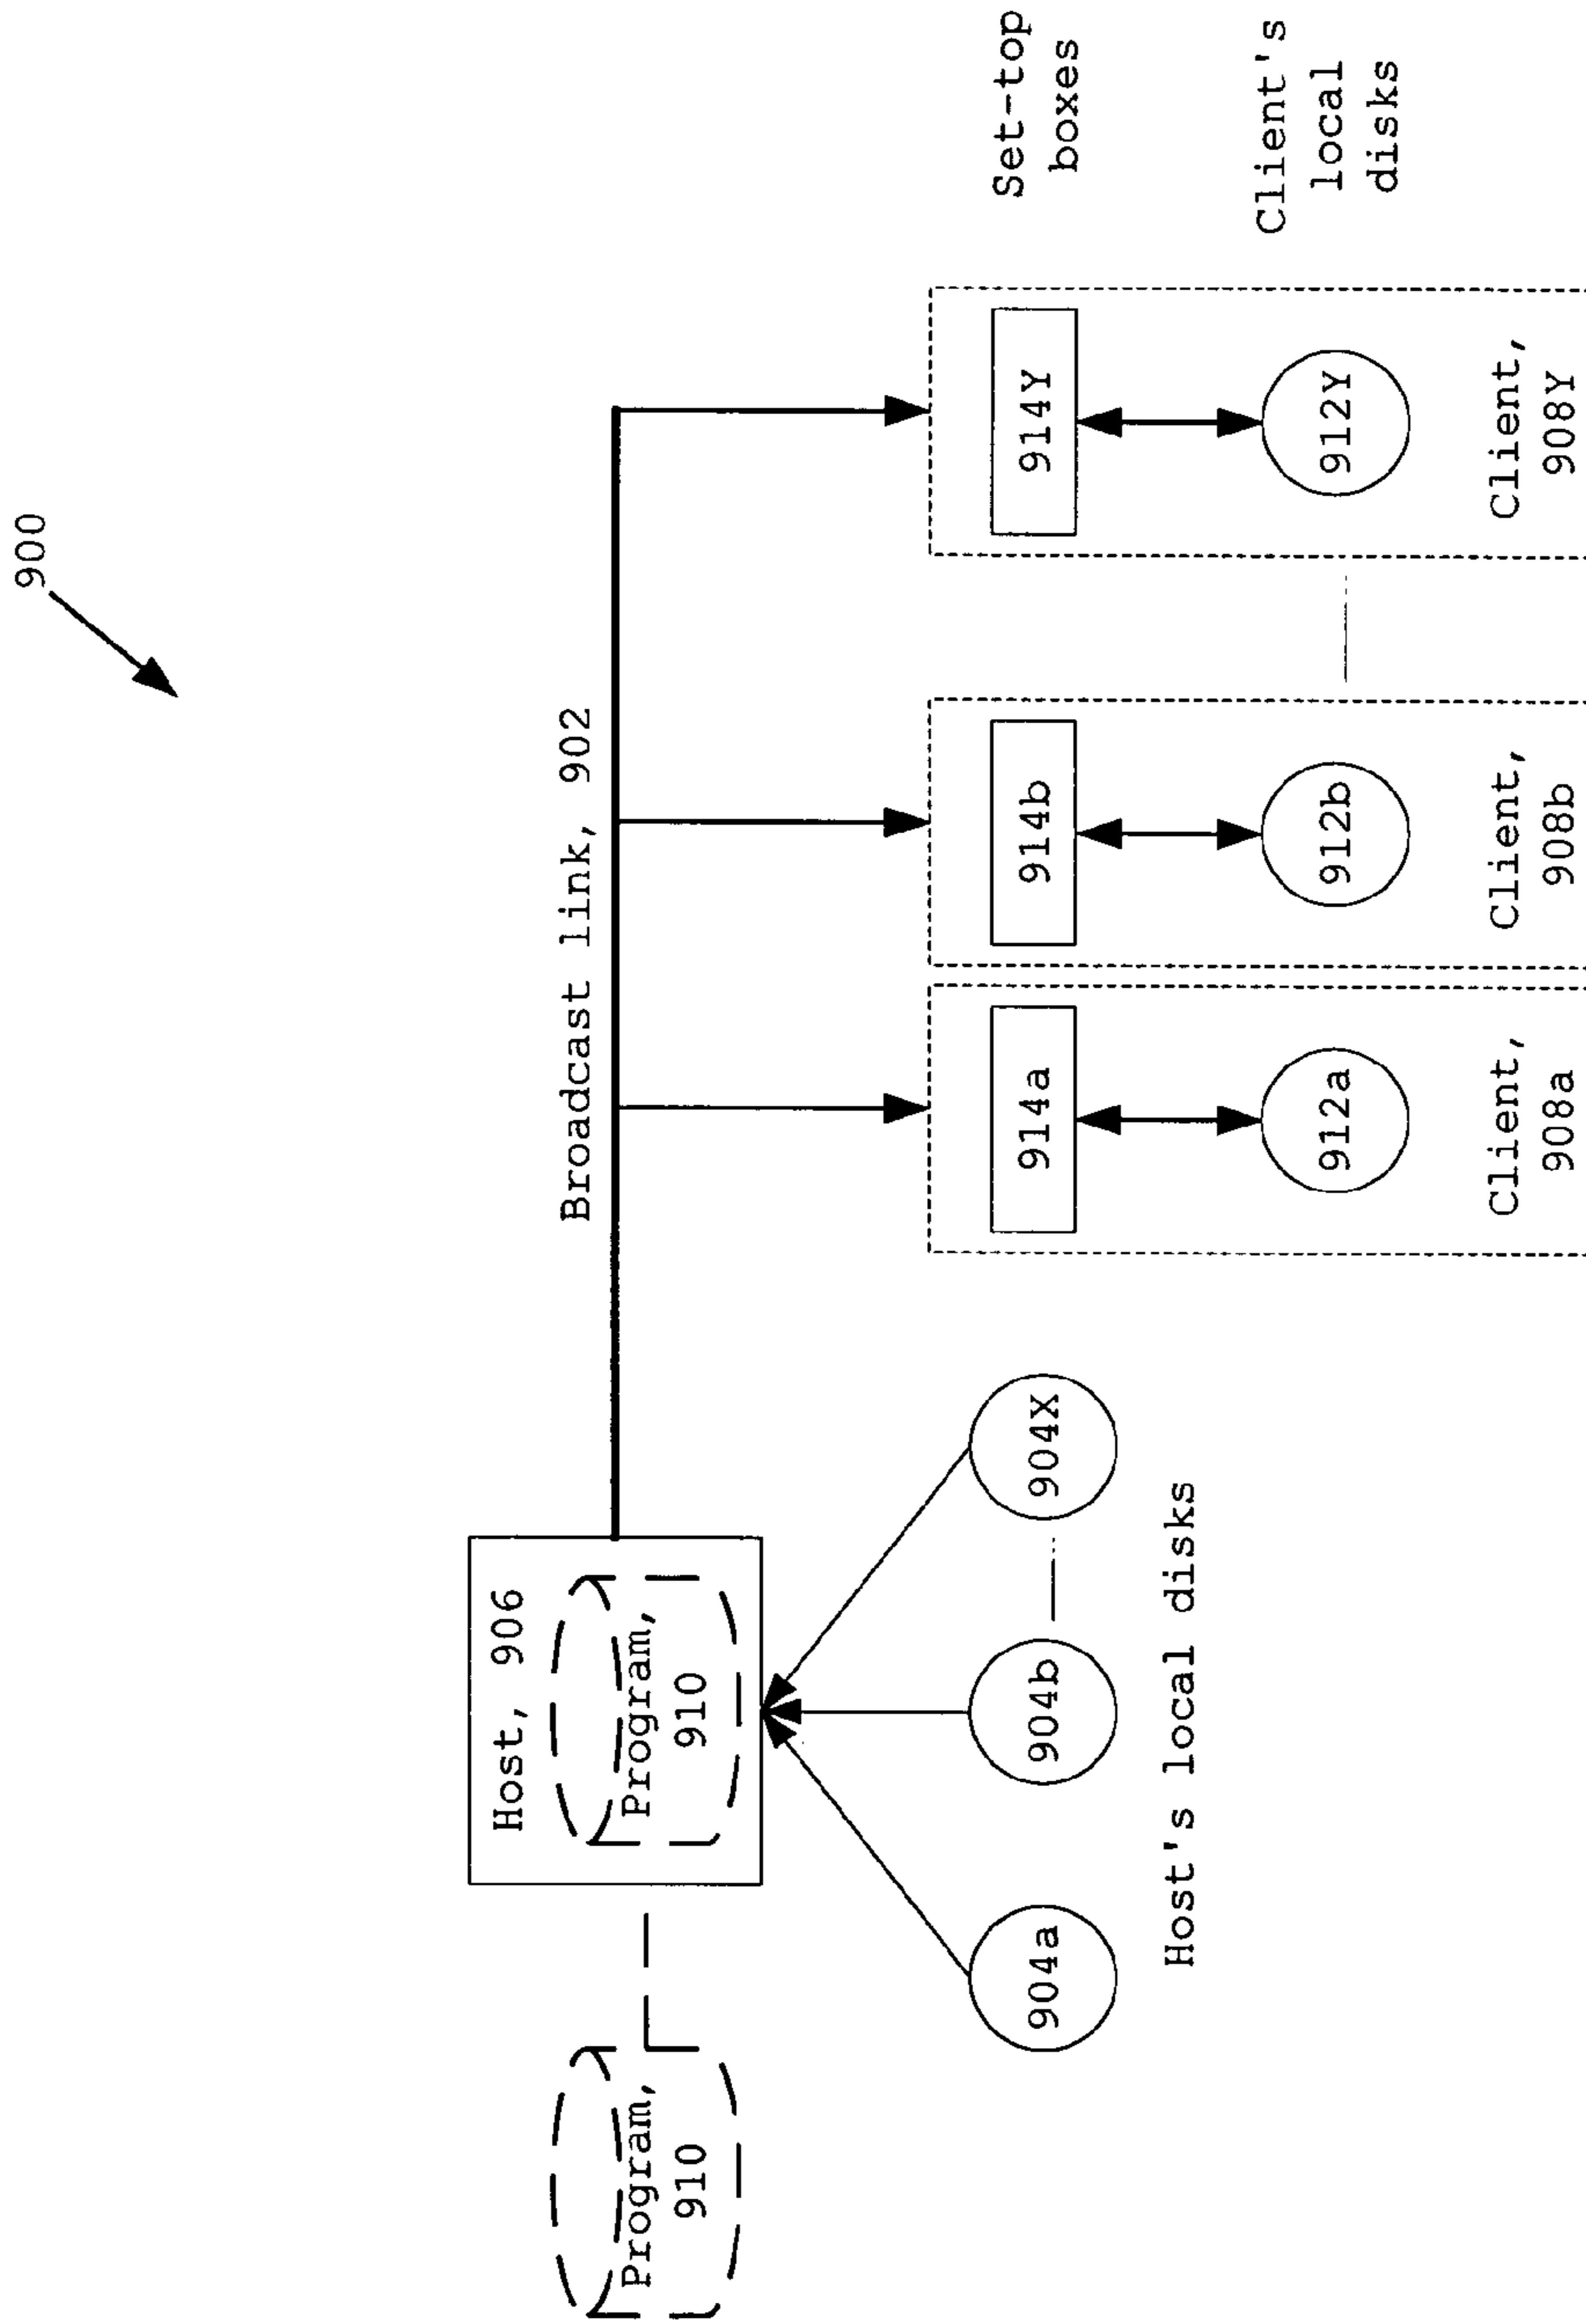 900
Broadcast link, 902
Host, 906
Program,
910
Program,
910
904a
904b
904X
Host's local disks
914a
914b
914Y
Set-top
boxes
912a
912b
912Y
Client's
local
disks
Client,
908a
Client,
908b
Client,
908Y